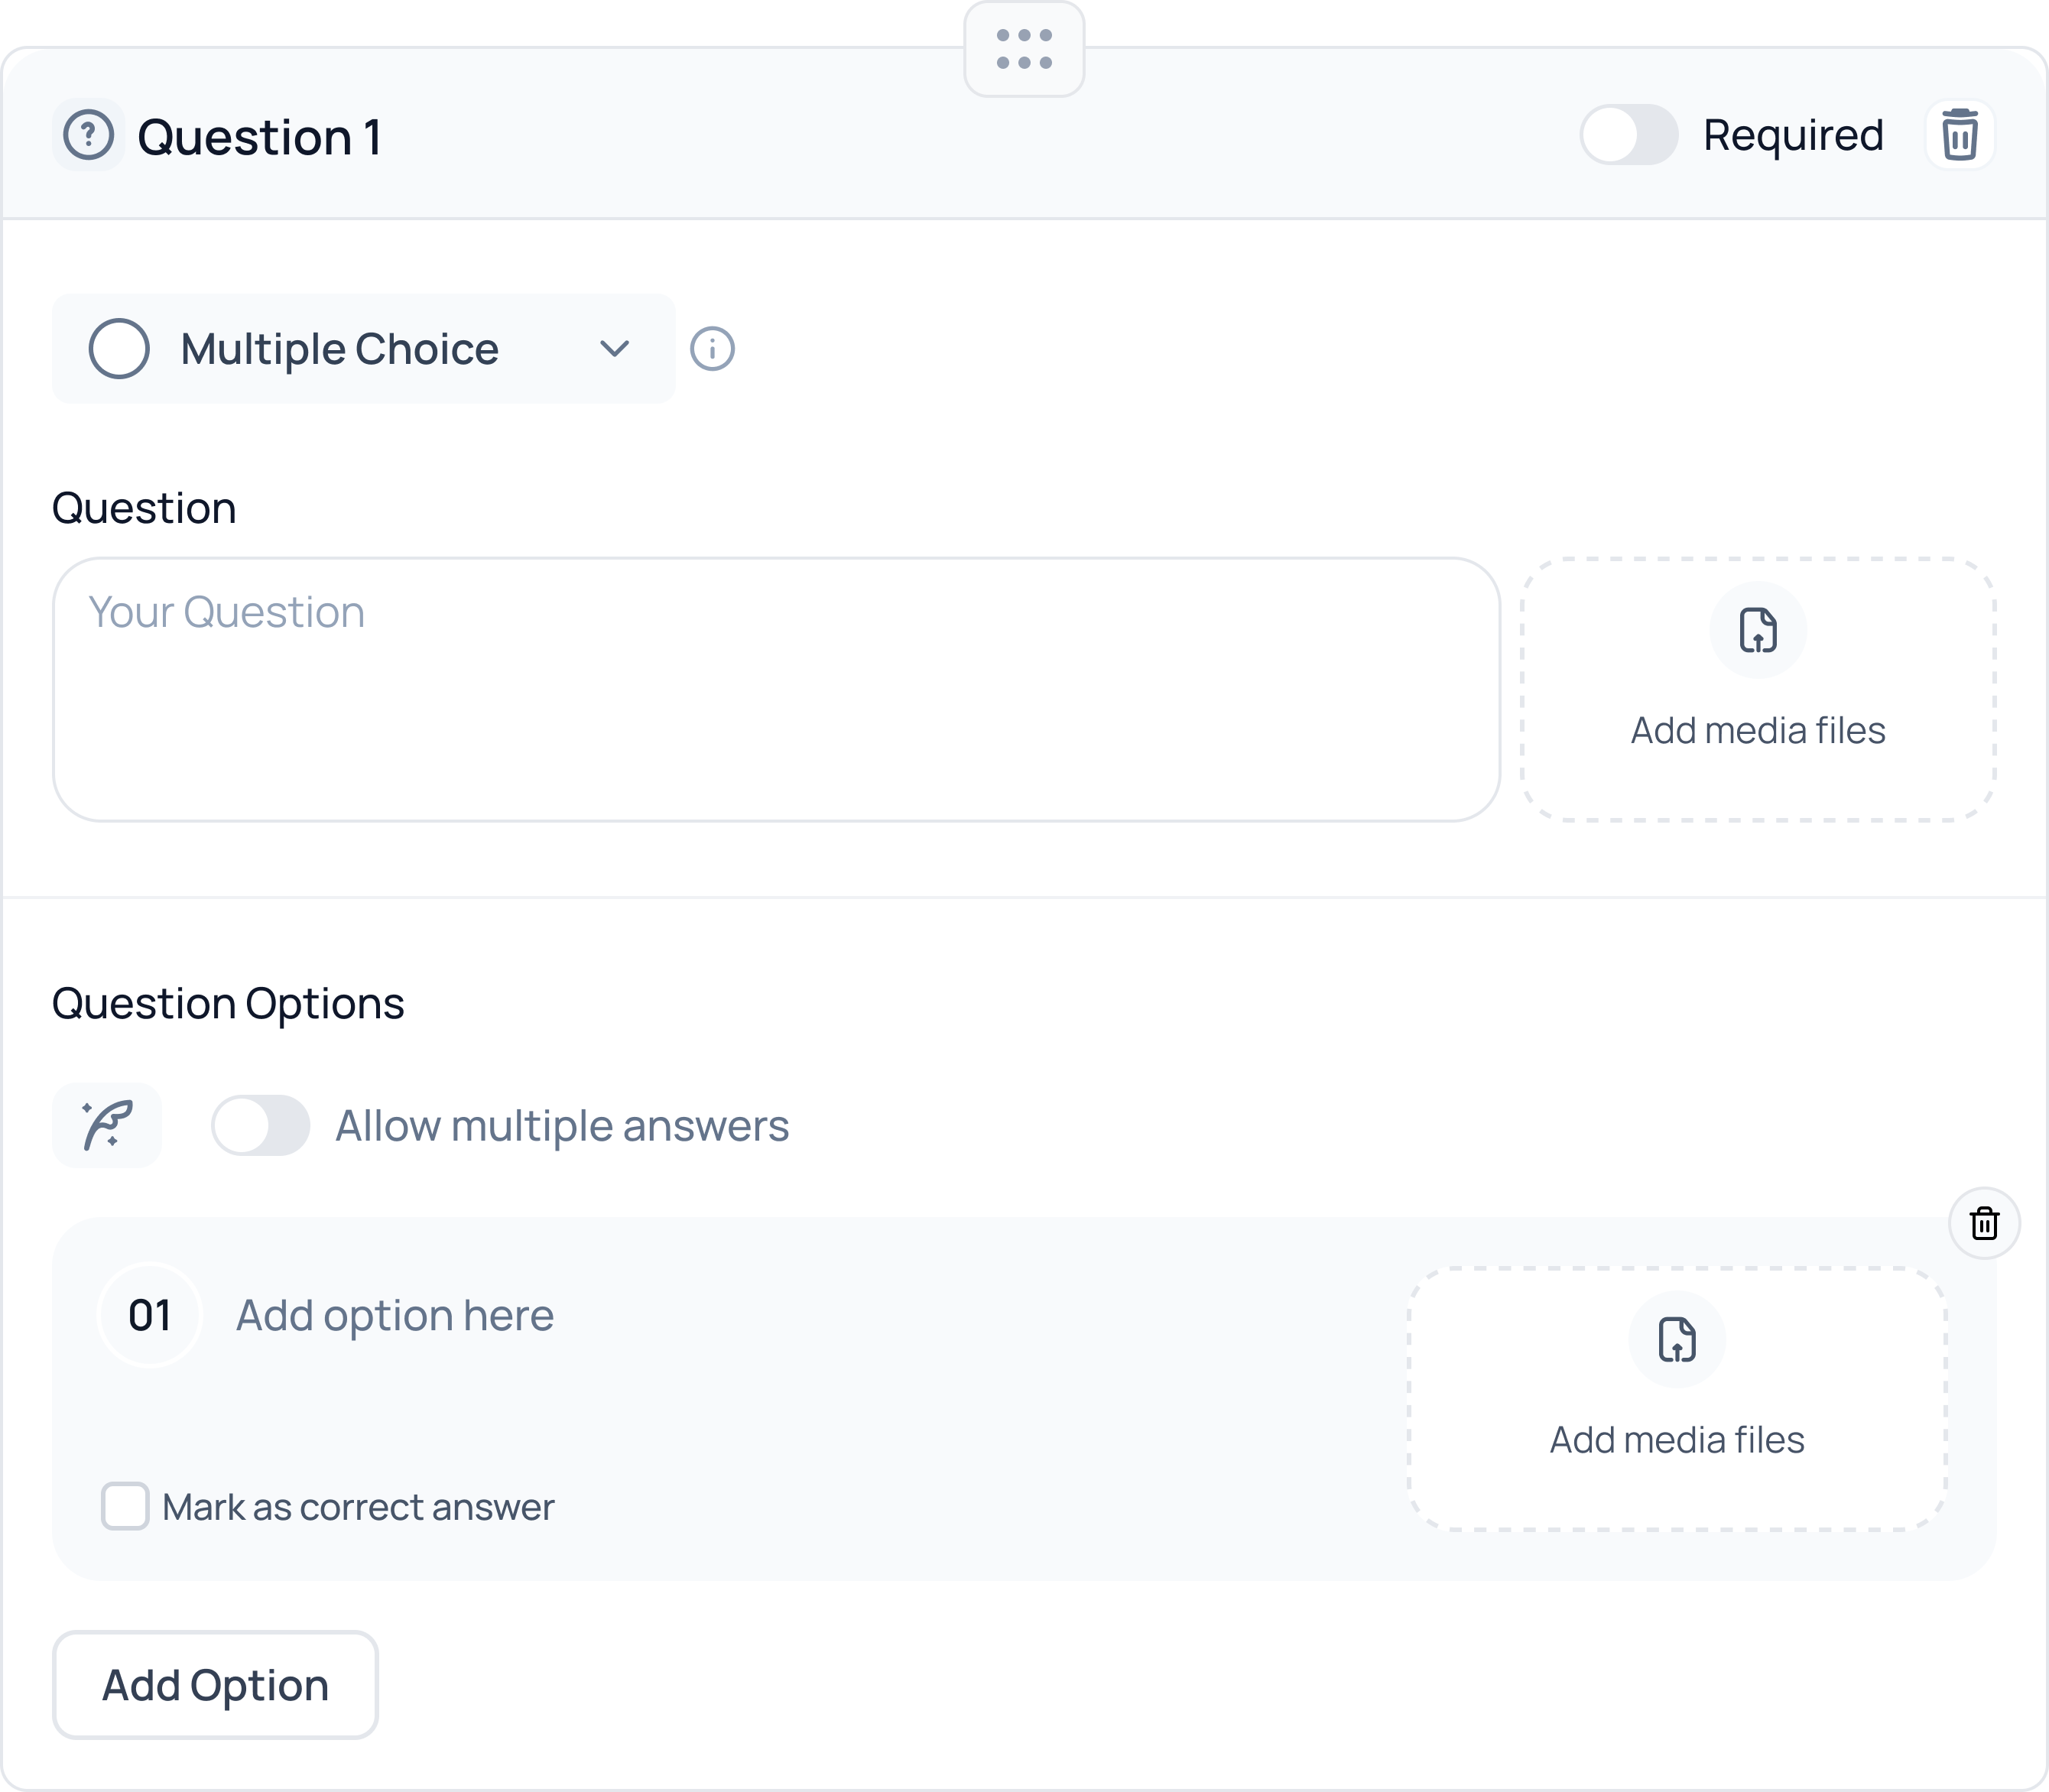 Question 1
Required
Multiple Choice
Question
Your Question
Add media files
Question Options
Allow multiple answers
01
Add option here
Add media files
Mark as correct answer
Add Option